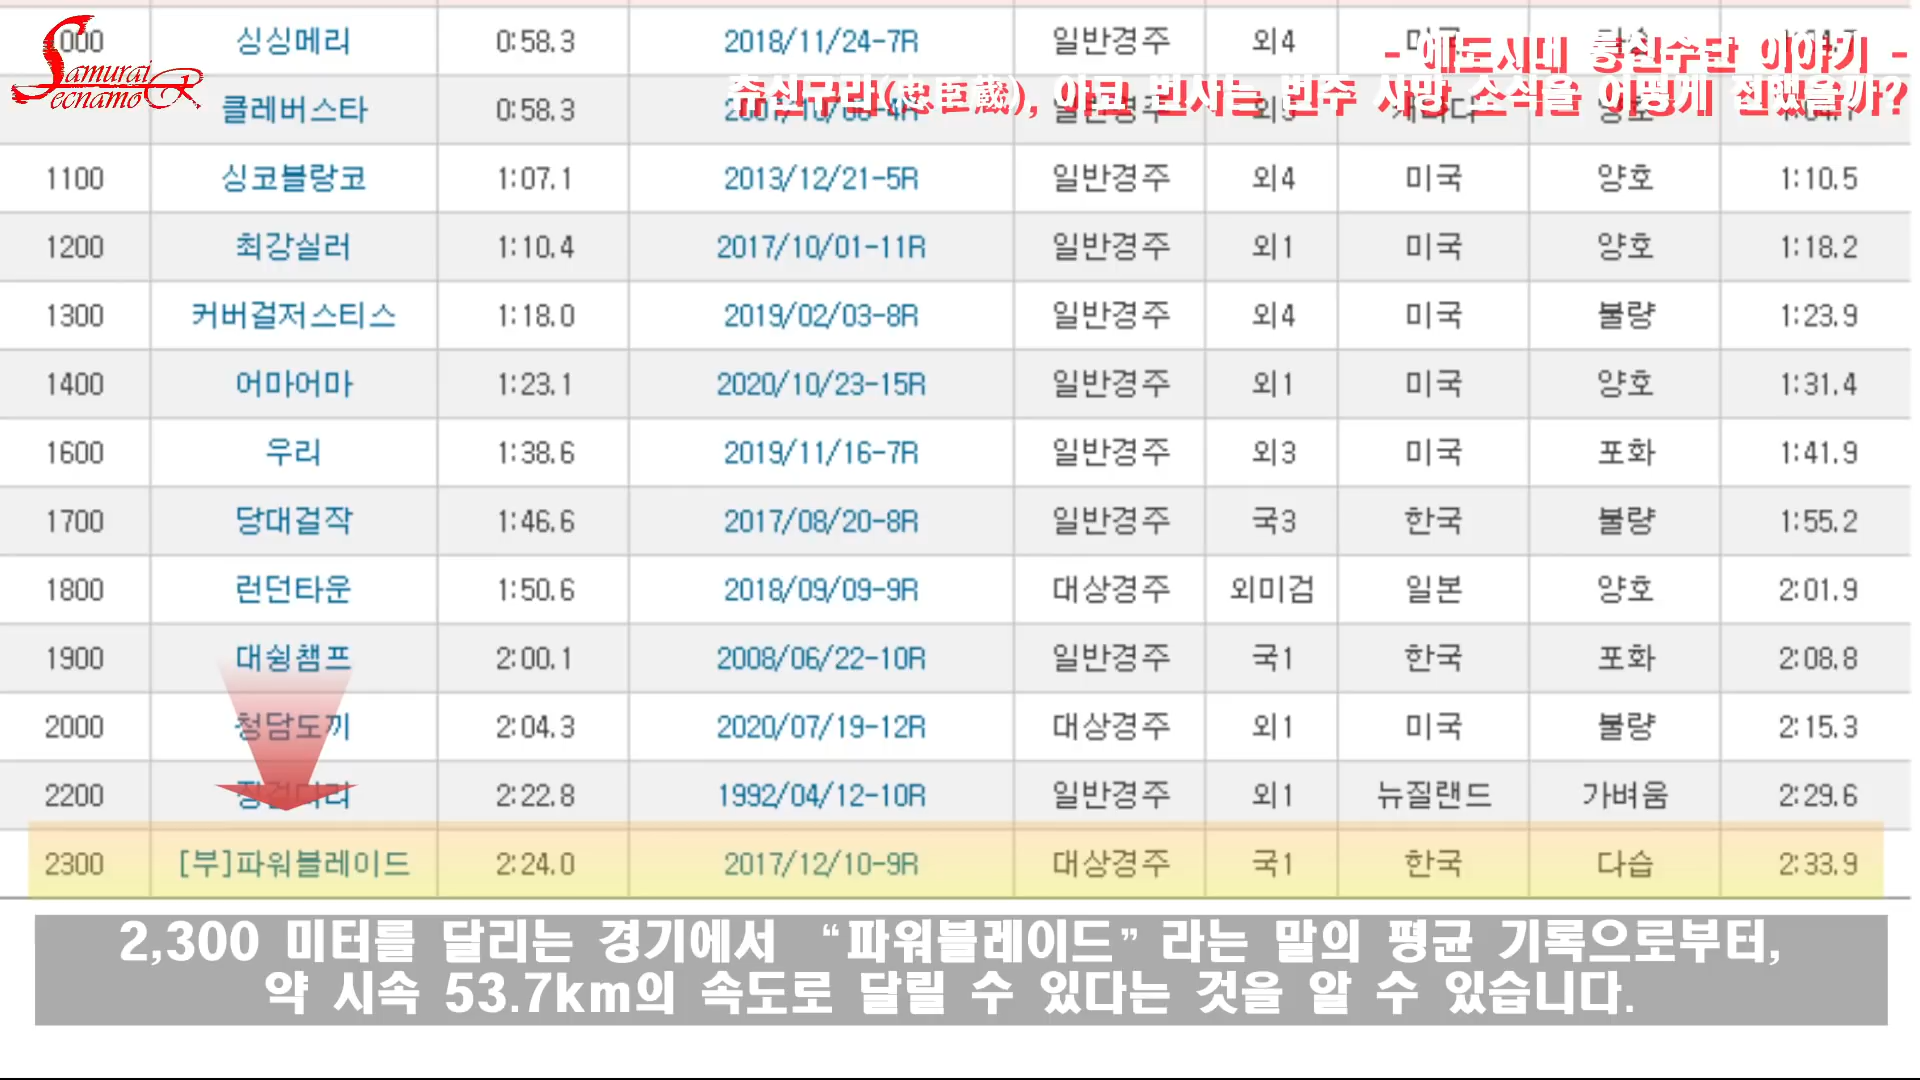 Samurai
Secnamo R
- 에도시대 통신수단 이야기 -
츄신구라(忠臣蔵), 아코 번사는 번주 사망 소식을 어떻게 전했을까?
000 싱싱메리 0:58.3 2018/11/24-7R 일반경주 외4
클레버스타 0:58.3
1100 싱코블랑코 1:07.1 2013/12/21-5R 일반경주 외4 미국 양호 1:10.5
1200 최강실러 1:10.4 2017/10/01-11R 일반경주 외1 미국 양호 1:18.2
1300 커버걸저스티스 1:18.0 2019/02/03-8R 일반경주 외4 미국 불량 1:23.9
1400 어마어마 1:23.1 2020/10/23-15R 일반경주 외1 미국 양호 1:31.4
1600 우리 1:38.6 2019/11/16-7R 일반경주 외3 미국 포화 1:41.9
1700 당대걸작 1:46.6 2017/08/20-8R 일반경주 국3 한국 불량 1:55.2
1800 런던타운 1:50.6 2018/09/09-9R 대상경주 외미검 일본 양호 2:01.9
1900 대쉥챔프 2:00.1 2008/06/22-10R 일반경주 국1 한국 포화 2:08.8
2000 청담도끼 2:04.3 2020/07/19-12R 대상경주 외1 미국 불량 2:15.3
2200 2:22.8 1992/04/12-10R 일반경주 외1 뉴질랜드 가벼움 2:29.6
2300 [부]파워블레이드 2:24.0 2017/12/10-9R 대상경주 국1 한국 다습 2:33.9
2,300 미터를 달리는 경기에서 “파워블레이드” 라는 말의 평균 기록으로부터,
약 시속 53.7km의 속도로 달릴 수 있다는 것을 알 수 있습니다.